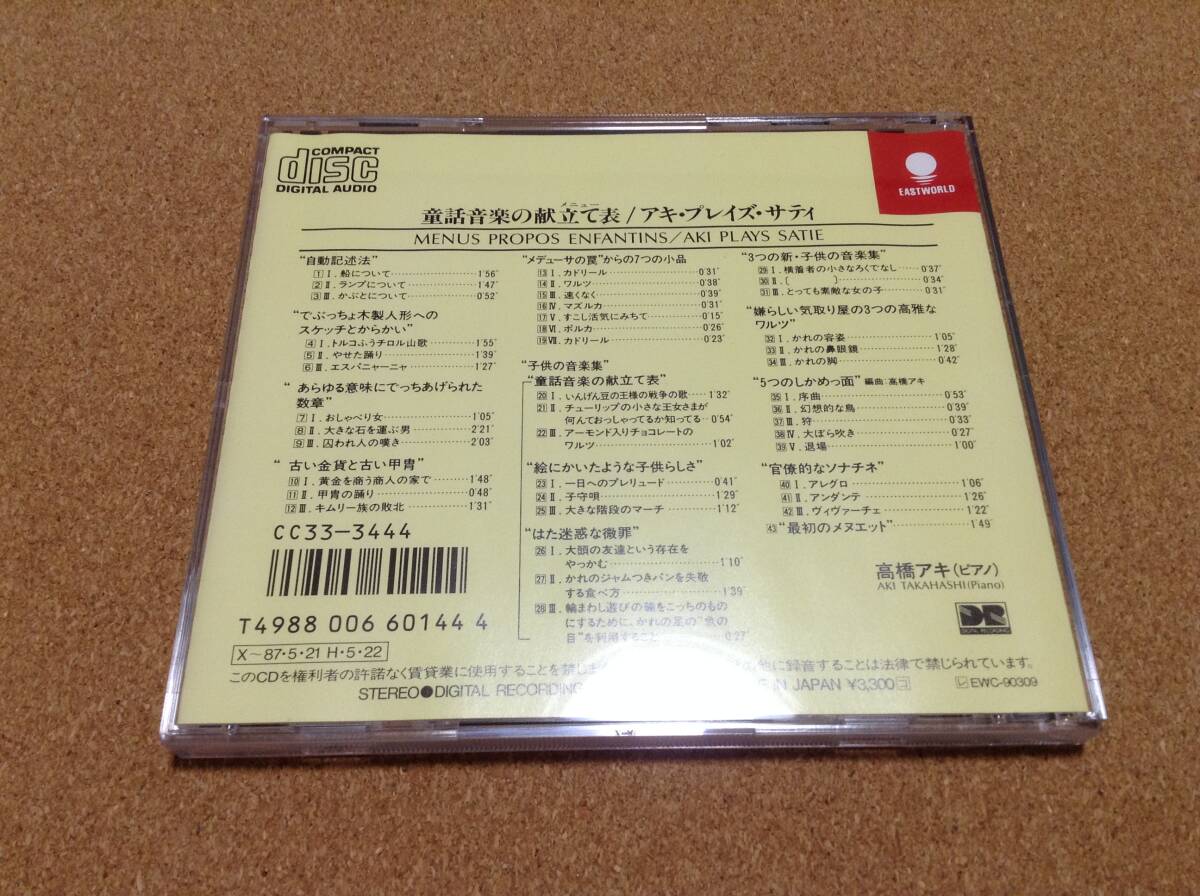 COMPACT
disc
DIGITAL AUDIO
EASTWORLD
メニュー
童話音楽の献立て表/アキ・プレイズ・サティ
MENUS PROPOS ENFANTINS/AKI PLAYS SATIE
“自動記述法”
1 I. 船について 1'56"
2 II. ランプについて 1'47"
3 III. かぶとについて 0'52"
“でぶっちょ木製人形への
スケッチとからかい”
4 I. トルコふうチロル山歌 1'55"
5 II. やせた踊り 1'39"
6 III. エスパニャーニャ 1'27"
“あらゆる意味にでっちあげられた
数章”
7 I. おしゃべり女 1'05"
8 II. 大きな石を運ぶ男 2'21"
9 III. 囚われ人の嘆き 2'03"
“古い金貨と古い甲冑”
10 I. 黄金を商う商人の家で 1'48"
11 II. 甲冑の踊り 0'48"
12 III. キムリー族の敗北 1'31"
CC33-3444
T4988 006 60144 4
X～87・5・21 H・5・22
“メデューサの罠”からの7つの小品
13 I. カドリール 0'31"
14 II. ワルツ 0'38"
15 III. 速くなく 0'39"
16 IV. マズルカ 0'31"
17 V. すこし活気にみちて 0'15"
18 VI. ポルカ 0'26"
19 VII. カドリール 0'23"
“子供の音楽集”
“童話音楽の献立て表”
20 I. いんげん豆の王様の戦争の歌 1'32"
21 II. チューリップの小さな王女さまが
何ておっしゃってるか知ってる 0'54"
22 III. アーモンド入りチョコレートの
ワルツ 1'02"
“絵にかいたような子供らしさ”
23 I. 一日へのプレリュード 0'41"
24 II. 子守唄 1'29"
25 III. 大きな階段のマーチ 1'12"
“はた迷惑な微罪”
26 I. 大頭の友達という存在を
やっかむ 1'10"
27 II. かれのジャムつきパンを失敬
する食べ方 1'39"
28 III. 輪まわし遊びの輪をこっちのもの
にするために、かれの足の“魚の
目”を利用すること 0'27"
“3つの新・子供の音楽集”
29 I. 横着者の小さなろくでなし 0'37"
30 II. [ ] 0'34"
31 III. とっても素敵な女の子 0'31"
“嫌らしい気取り屋の3つの高雅な
ワルツ”
32 I. かれの容姿 1'05"
33 II. かれの鼻眼鏡 1'28"
34 III. かれの脚 0'42"
“5つのしかめっ面” 編曲:高橋アキ
35 I. 序曲 0'53"
36 II. 幻想的な鳥 0'39"
37 III. 狩 0'33"
38 IV. 大ぼら吹き 0'27"
39 V. 退場 1'00"
“官僚的なソナチネ”
40 I. アレグロ 1'06"
41 II. アンダンテ 1'26"
42 III. ヴィヴァーチェ 1'22"
43 “最初のメヌエット” 1'49"
高橋アキ(ピアノ)
AKI TAKAHASHI (Piano)
DIGITAL RECORDING
このCDを権利者の許諾なく賃貸業に使用することを禁じま の他に録音することは法律で禁じられています。
STEREO●DIGITAL RECORDING IN JAPAN ¥3,300 EWC-90309